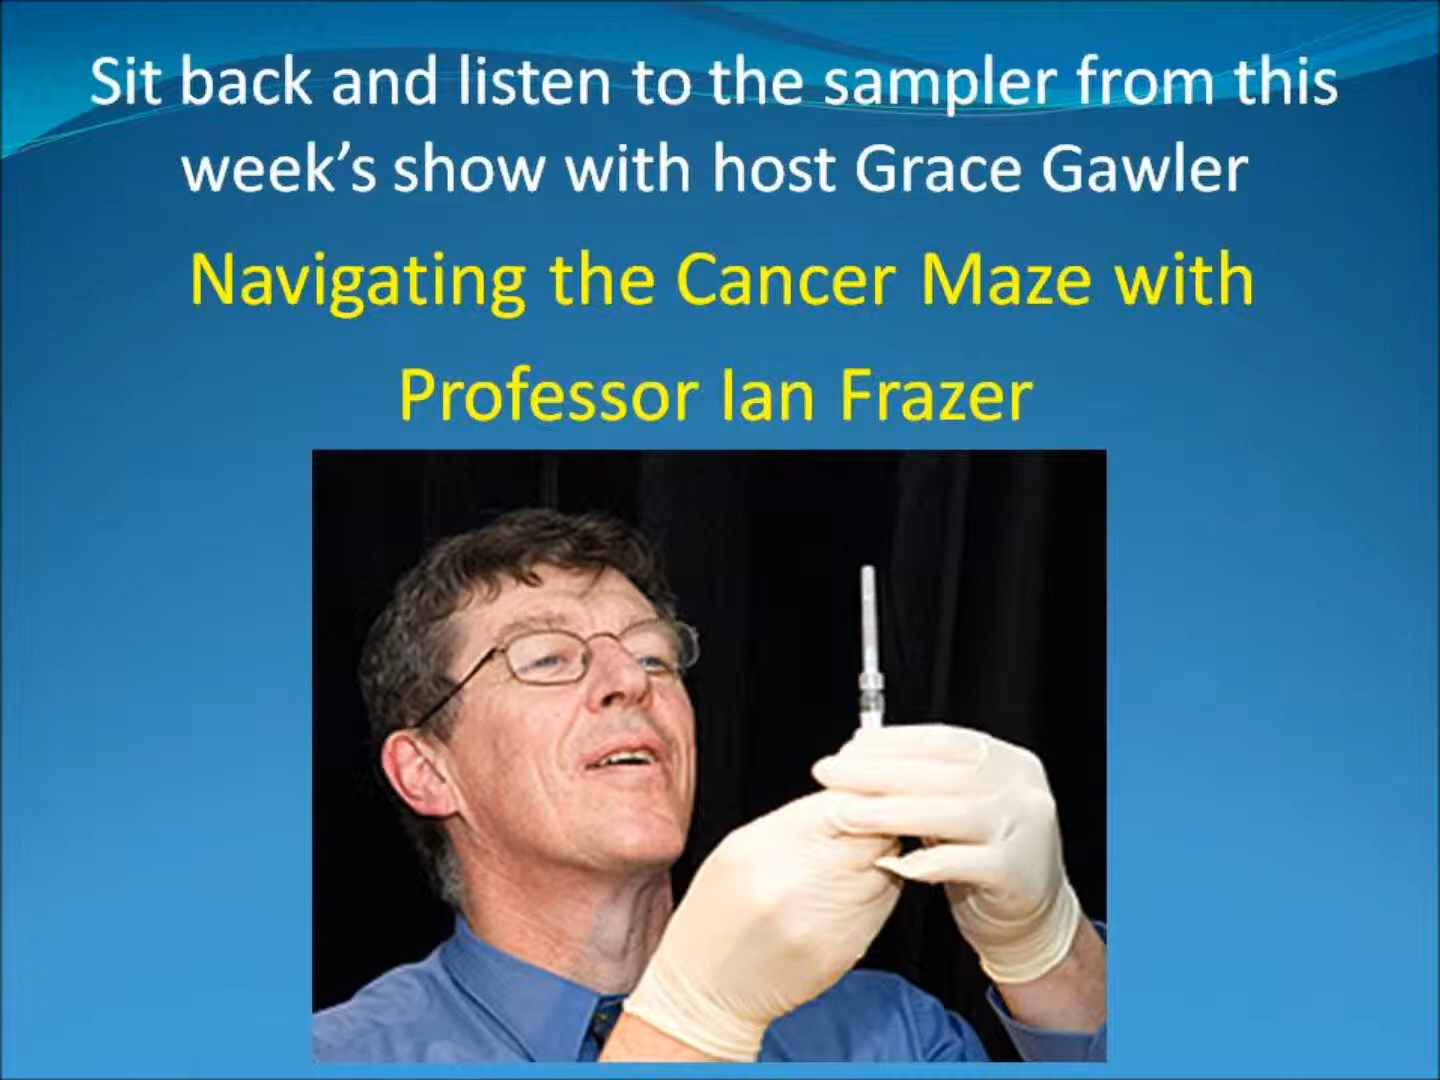 Sit back and listen to the sampler from this
week’s show with host Grace Gawler
Navigating the Cancer Maze with
Professor Ian Frazer